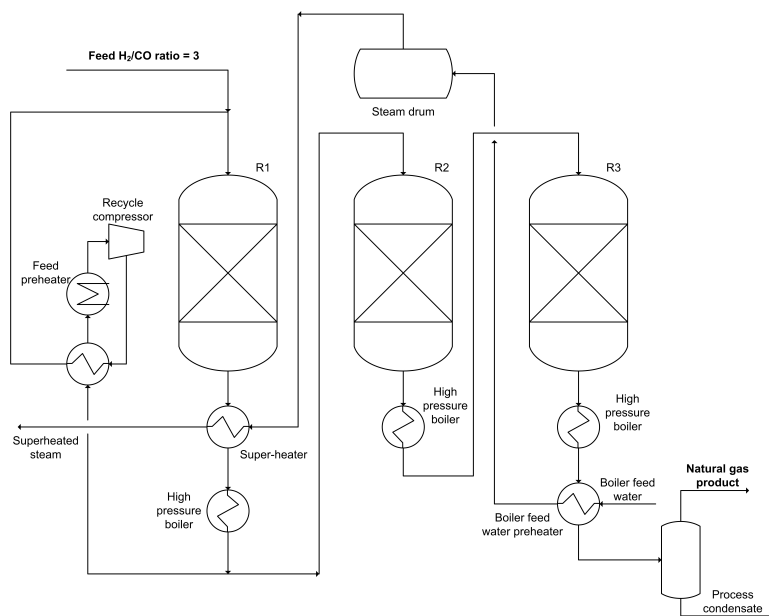 Feed H₂/CO ratio = 3
Steam drum
R1
R2
R3
Recycle
compressor
Feed
preheater
High
pressure
boiler
High
pressure
boiler
Superheated
steam
Super-heater
High
pressure
boiler
Boiler feed
water
Boiler feed
water preheater
Natural gas
product
Process
condensate